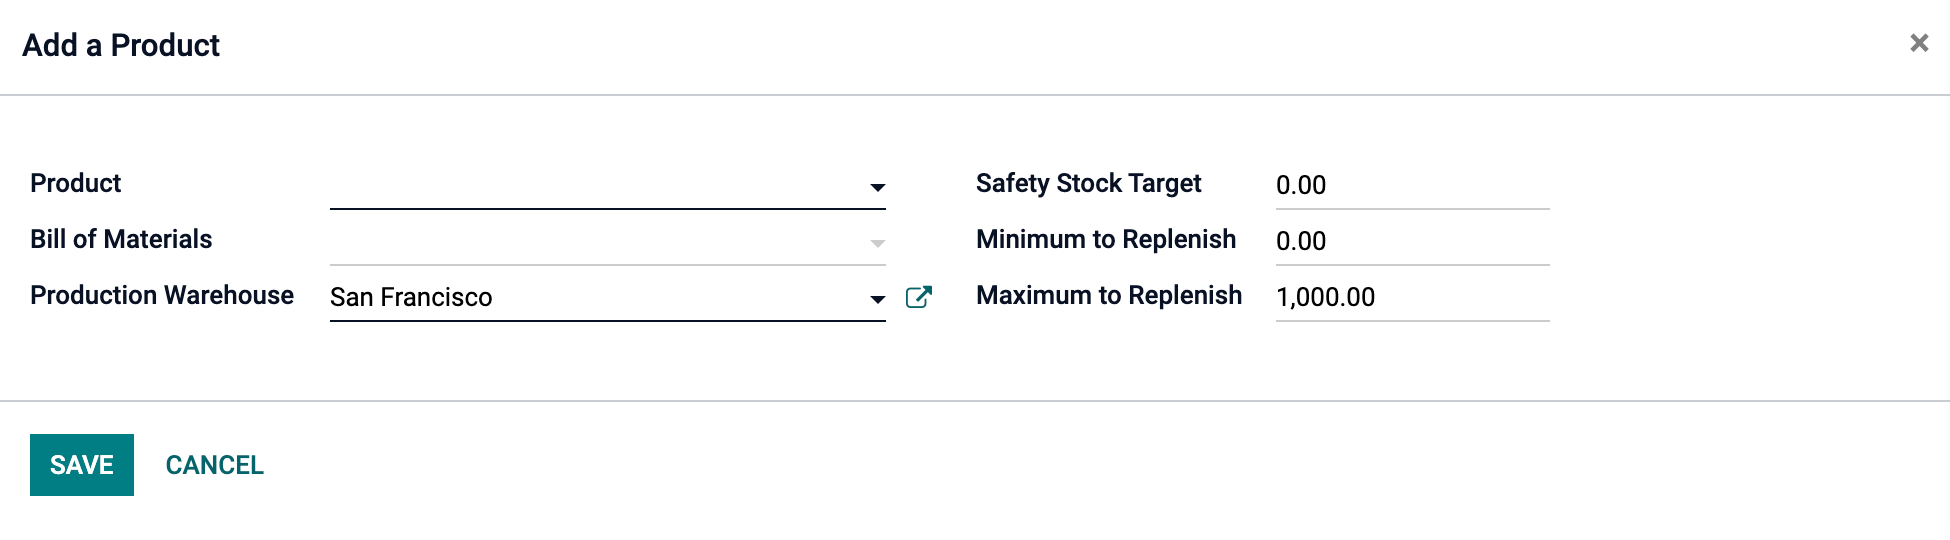 Add a Product
Product
Bill of Materials
Production Warehouse San Francisco
Safety Stock Target 0.00
Minimum to Replenish 0.00
Maximum to Replenish 1,000.00
SAVE CANCEL